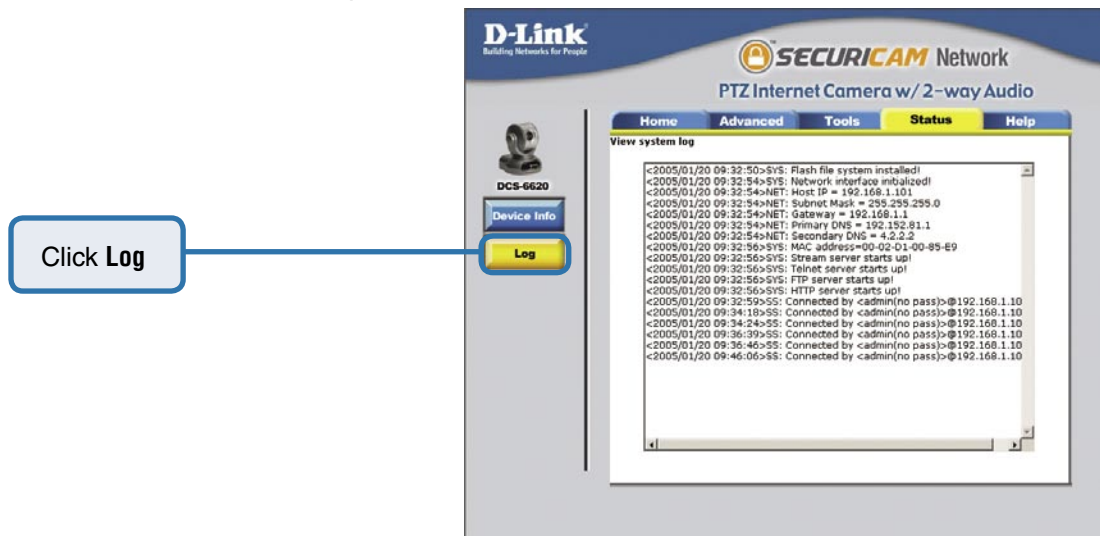 D-Link
Building Networks for People
SECURICAM Network
PTZ Internet Camera w/ 2-way Audio
Home Advanced Tools Status Help
View system log
DCS-6620
Device Info
Log
Click Log
<2005/01/20 09:32:50>SYS: Flash file system installed!
<2005/01/20 09:32:54>SYS: Network interface initialized!
<2005/01/20 09:32:54>NET: Host IP = 192.168.1.101
<2005/01/20 09:32:54>NET: Subnet Mask = 255.255.255.0
<2005/01/20 09:32:54>NET: Gateway = 192.168.1.1
<2005/01/20 09:32:54>NET: Primary DNS = 192.152.81.1
<2005/01/20 09:32:54>NET: Secondary DNS = 4.2.2.2
<2005/01/20 09:32:56>SYS: MAC address=00-02-D1-00-85-E9
<2005/01/20 09:32:56>SYS: Stream server starts up!
<2005/01/20 09:32:56>SYS: Telnet server starts up!
<2005/01/20 09:32:56>SYS: FTP server starts up!
<2005/01/20 09:32:56>SYS: HTTP server starts up!
<2005/01/20 09:32:59>SS: Connected by <admin(no pass)>@192.168.1.10
<2005/01/20 09:34:18>SS: Connected by <admin(no pass)>@192.168.1.10
<2005/01/20 09:34:24>SS: Connected by <admin(no pass)>@192.168.1.10
<2005/01/20 09:36:39>SS: Connected by <admin(no pass)>@192.168.1.10
<2005/01/20 09:36:46>SS: Connected by <admin(no pass)>@192.168.1.10
<2005/01/20 09:46:06>SS: Connected by <admin(no pass)>@192.168.1.10